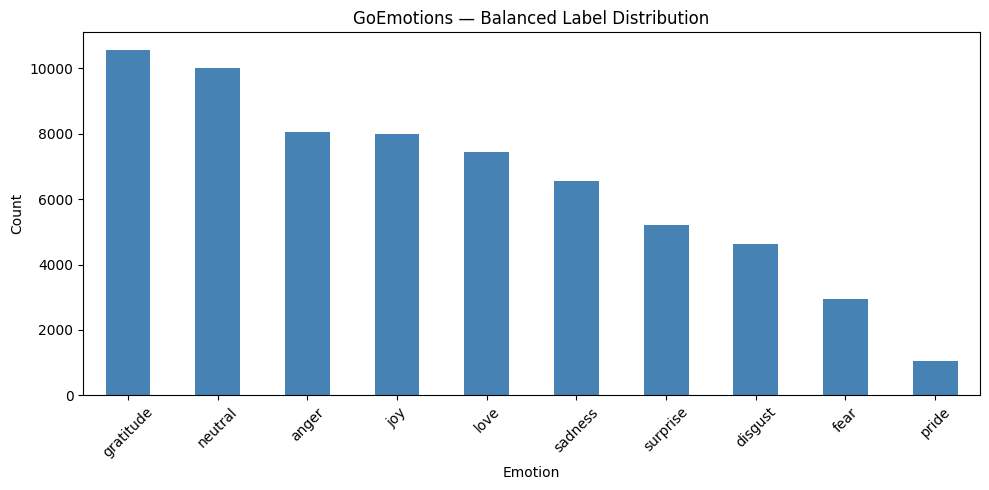 GoEmotions — Balanced Label Distribution
Count
10000
8000
6000
4000
2000
0
gratitude
neutral
anger
joy
love
sadness
surprise
disgust
fear
pride
Emotion